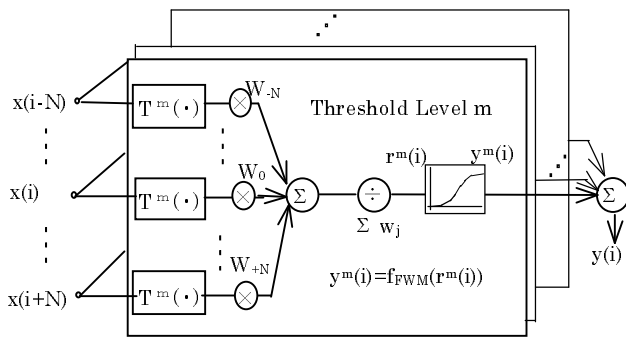 x(i-N)
T^m(·)
W_-N
Threshold Level m
r^m(i)
y^m(i)
x(i)
T^m(·)
W_0
Σ
÷
Σ w_j
Σ
y(i)
x(i+N)
T^m(·)
W_+N
y^m(i)=f_FWM(r^m(i))